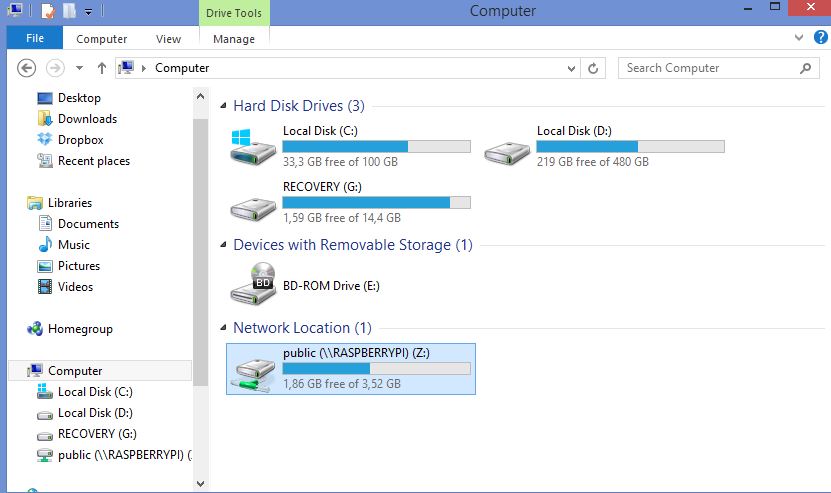 Drive Tools
Computer
File
Computer
View
Manage
Computer
Search Computer
Desktop
Downloads
Dropbox
Recent places
Libraries
Documents
Music
Pictures
Videos
Homegroup
Computer
Local Disk (C:)
Local Disk (D:)
RECOVERY (G:)
public (\\RASPBERRYPI) (
Hard Disk Drives (3)
Local Disk (C:)
33,3 GB free of 100 GB
Local Disk (D:)
219 GB free of 480 GB
RECOVERY (G:)
1,59 GB free of 14,4 GB
Devices with Removable Storage (1)
BD
BD-ROM Drive (E:)
Network Location (1)
public (\\RASPBERRYPI) (Z:)
1,86 GB free of 3,52 GB